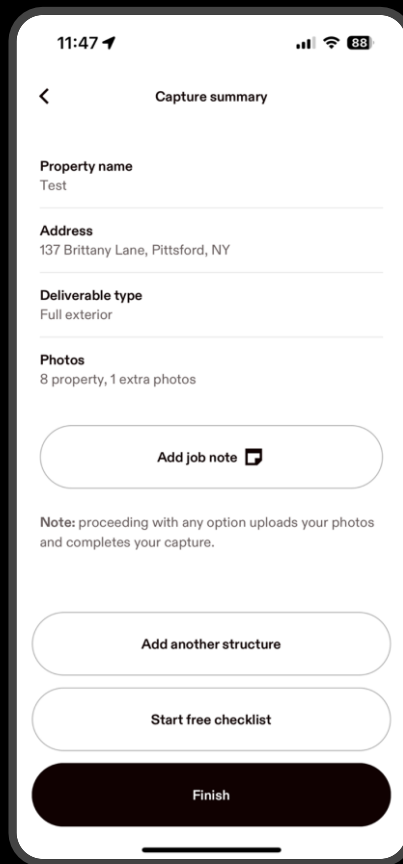 11:47
88
Capture summary
Property name
Test
Address
137 Brittany Lane, Pittsford, NY
Deliverable type
Full exterior
Photos
8 property, 1 extra photos
Add job note
Note: proceeding with any option uploads your photos
and completes your capture.
Add another structure
Start free checklist
Finish